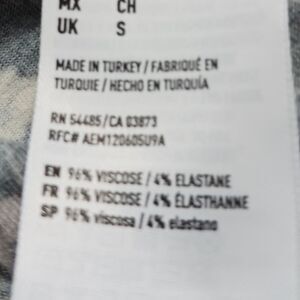 MX CH
UK S
MADE IN TURKEY / FABRIQUÉ EN
TURQUIE / HECHO EN TURQUÍA
RN 54485/CA 03873
RFC# AEM120605U9A
EN 96% VISCOSE / 4% ELASTANE
FR 96% VISCOSE / 4% ÉLASTHANNE
SP 96% viscosa / 4% elastano